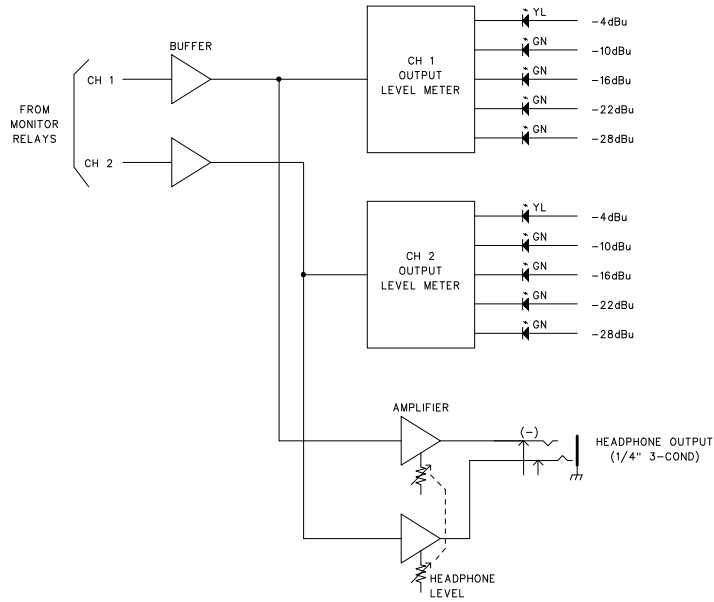 BUFFER
FROM
MONITOR
RELAYS
CH 1
CH 2
CH 1
OUTPUT
LEVEL METER
YL
-4dBu
GN
-10dBu
GN
-16dBu
GN
-22dBu
GN
-28dBu
CH 2
OUTPUT
LEVEL METER
YL
-4dBu
GN
-10dBu
GN
-16dBu
GN
-22dBu
GN
-28dBu
AMPLIFIER
(-)
HEADPHONE OUTPUT
(1/4" 3-COND)
HEADPHONE
LEVEL